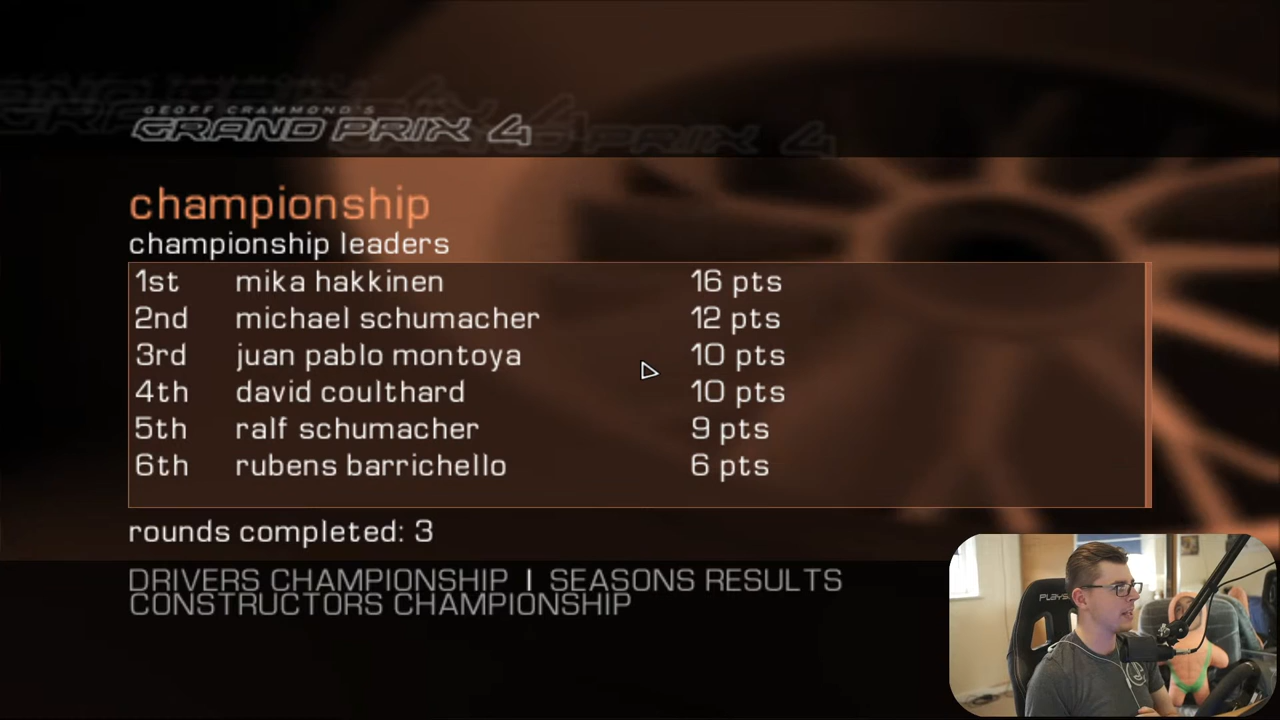 GEOFF CRAMMOND'S
GRAND PRIX 4
championship
championship leaders
1st mika hakkinen 16 pts
2nd michael schumacher 12 pts
3rd juan pablo montoya 10 pts
4th david coulthard 10 pts
5th ralf schumacher 9 pts
6th rubens barrichello 6 pts
rounds completed: 3
DRIVERS CHAMPIONSHIP | SEASONS RESULTS
CONSTRUCTORS CHAMPIONSHIP